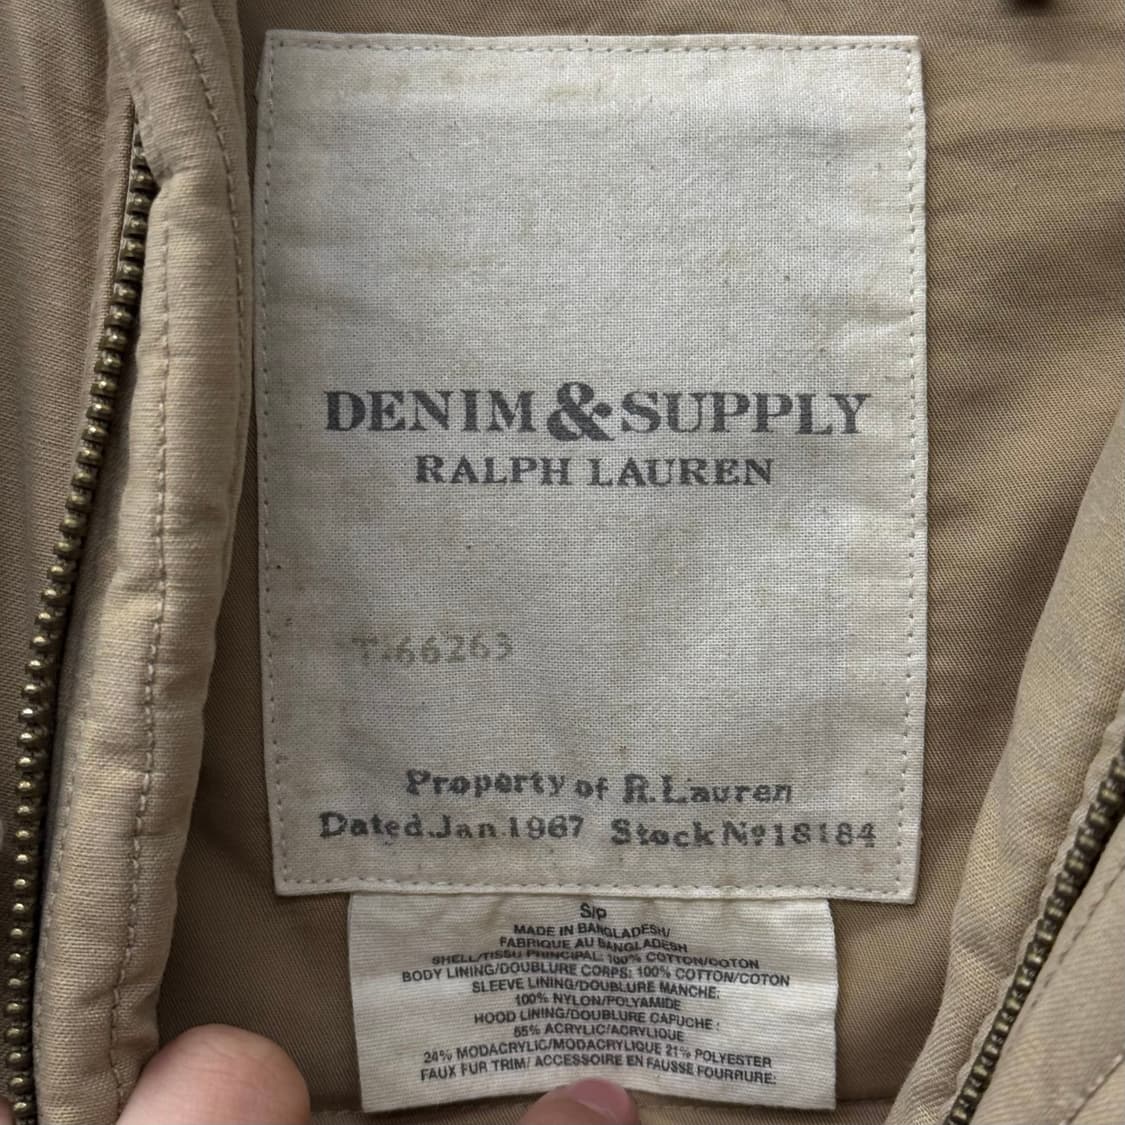 DENIM & SUPPLY
RALPH LAUREN
T:66263
Property of R.Lauren
Dated Jan 1967 Stock Nº 18184
S/P
MADE IN BANGLADESH/
FABRIQUE AU BANGLADESH
SHELL/TISSU PRINCIPAL: 100% COTTON/COTON
BODY LINING/DOUBLURE CORPS: 100% COTTON/COTON
SLEEVE LINING/DOUBLURE MANCHE:
100% NYLON/POLYAMIDE
HOOD LINING/DOUBLURE CAPUCHE :
55% ACRYLIC/ACRYLIQUE
24% MODACRYLIC/MODACRYLIQUE 21% POLYESTER
FAUX FUR TRIM/ ACCESSOIRE EN FAUSSE FOURRURE: